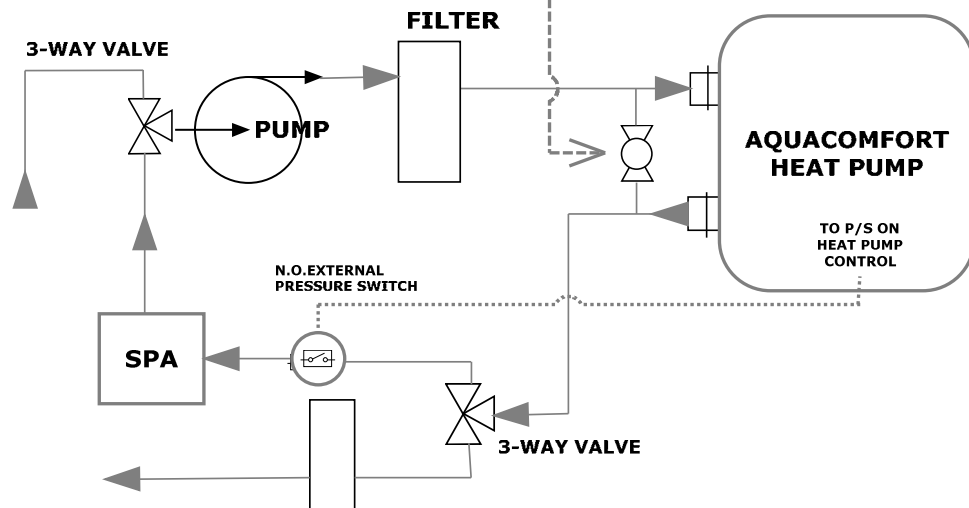 FILTER
3-WAY VALVE
PUMP
AQUACOMFORT
HEAT PUMP
TO P/S ON
HEAT PUMP
CONTROL
N.O.EXTERNAL
PRESSURE SWITCH
SPA
3-WAY VALVE